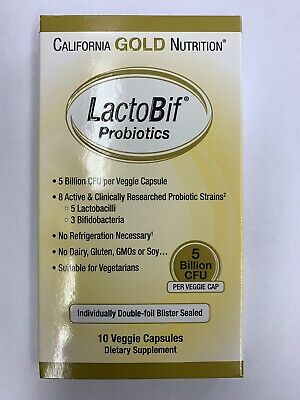 CALIFORNIA GOLD NUTRITION®
LactoBif®
Probiotics
• 5 Billion CFU per Veggie Capsule
• 8 Active & Clinically Researched Probiotic Strains²
○ 5 Lactobacilli
○ 3 Bifidobacteria
• No Refrigeration Necessary¹
• No Dairy, Gluten, GMOs or Soy…
• Suitable for Vegetarians
5
Billion
CFU
PER VEGGIE CAP
Individually Double-foil Blister Sealed
10 Veggie Capsules
Dietary Supplement